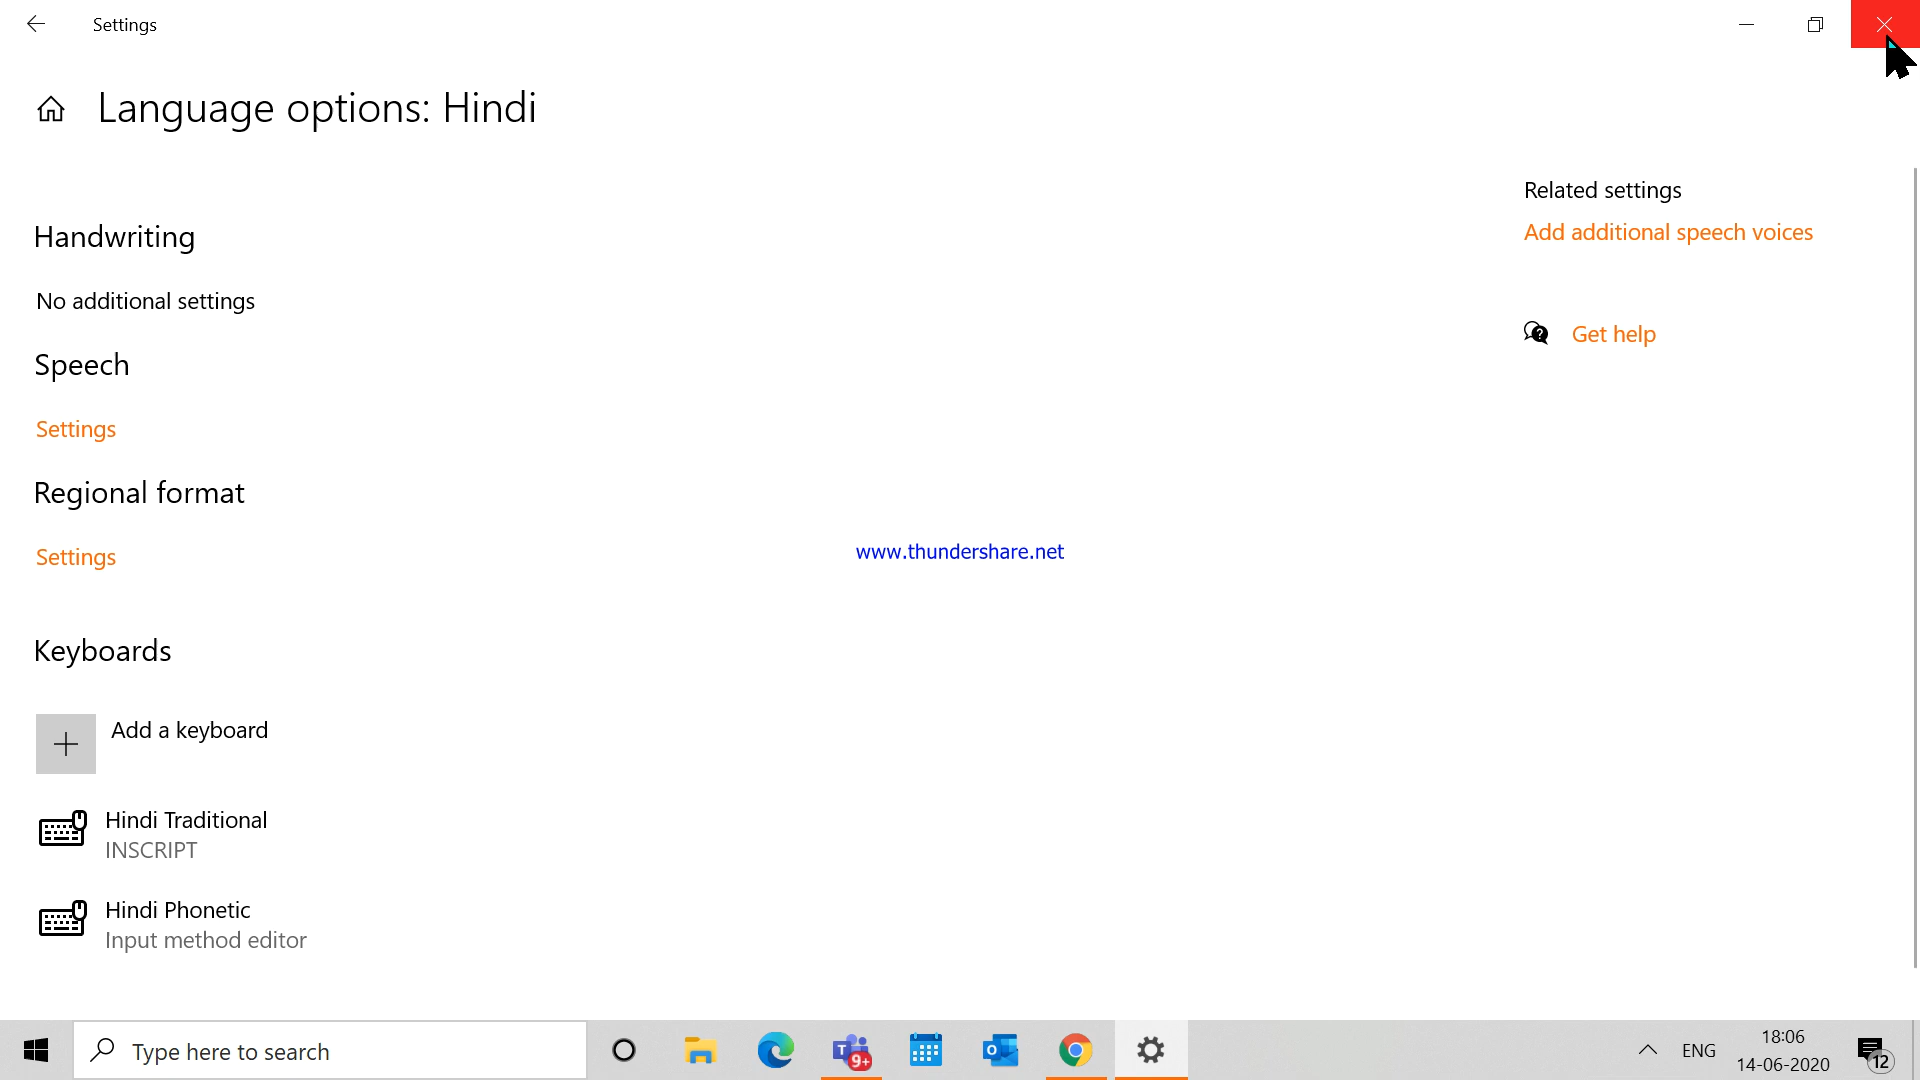 Settings
Language options: Hindi
Handwriting
No additional settings
Speech
Settings
Regional format
Settings
Keyboards
Add a keyboard
Hindi Traditional
INSCRIPT
Hindi Phonetic
Input method editor
Related settings
Add additional speech voices
Get help
www.thundershare.net
Type here to search
9+
ENG
18:06
14-06-2020
12